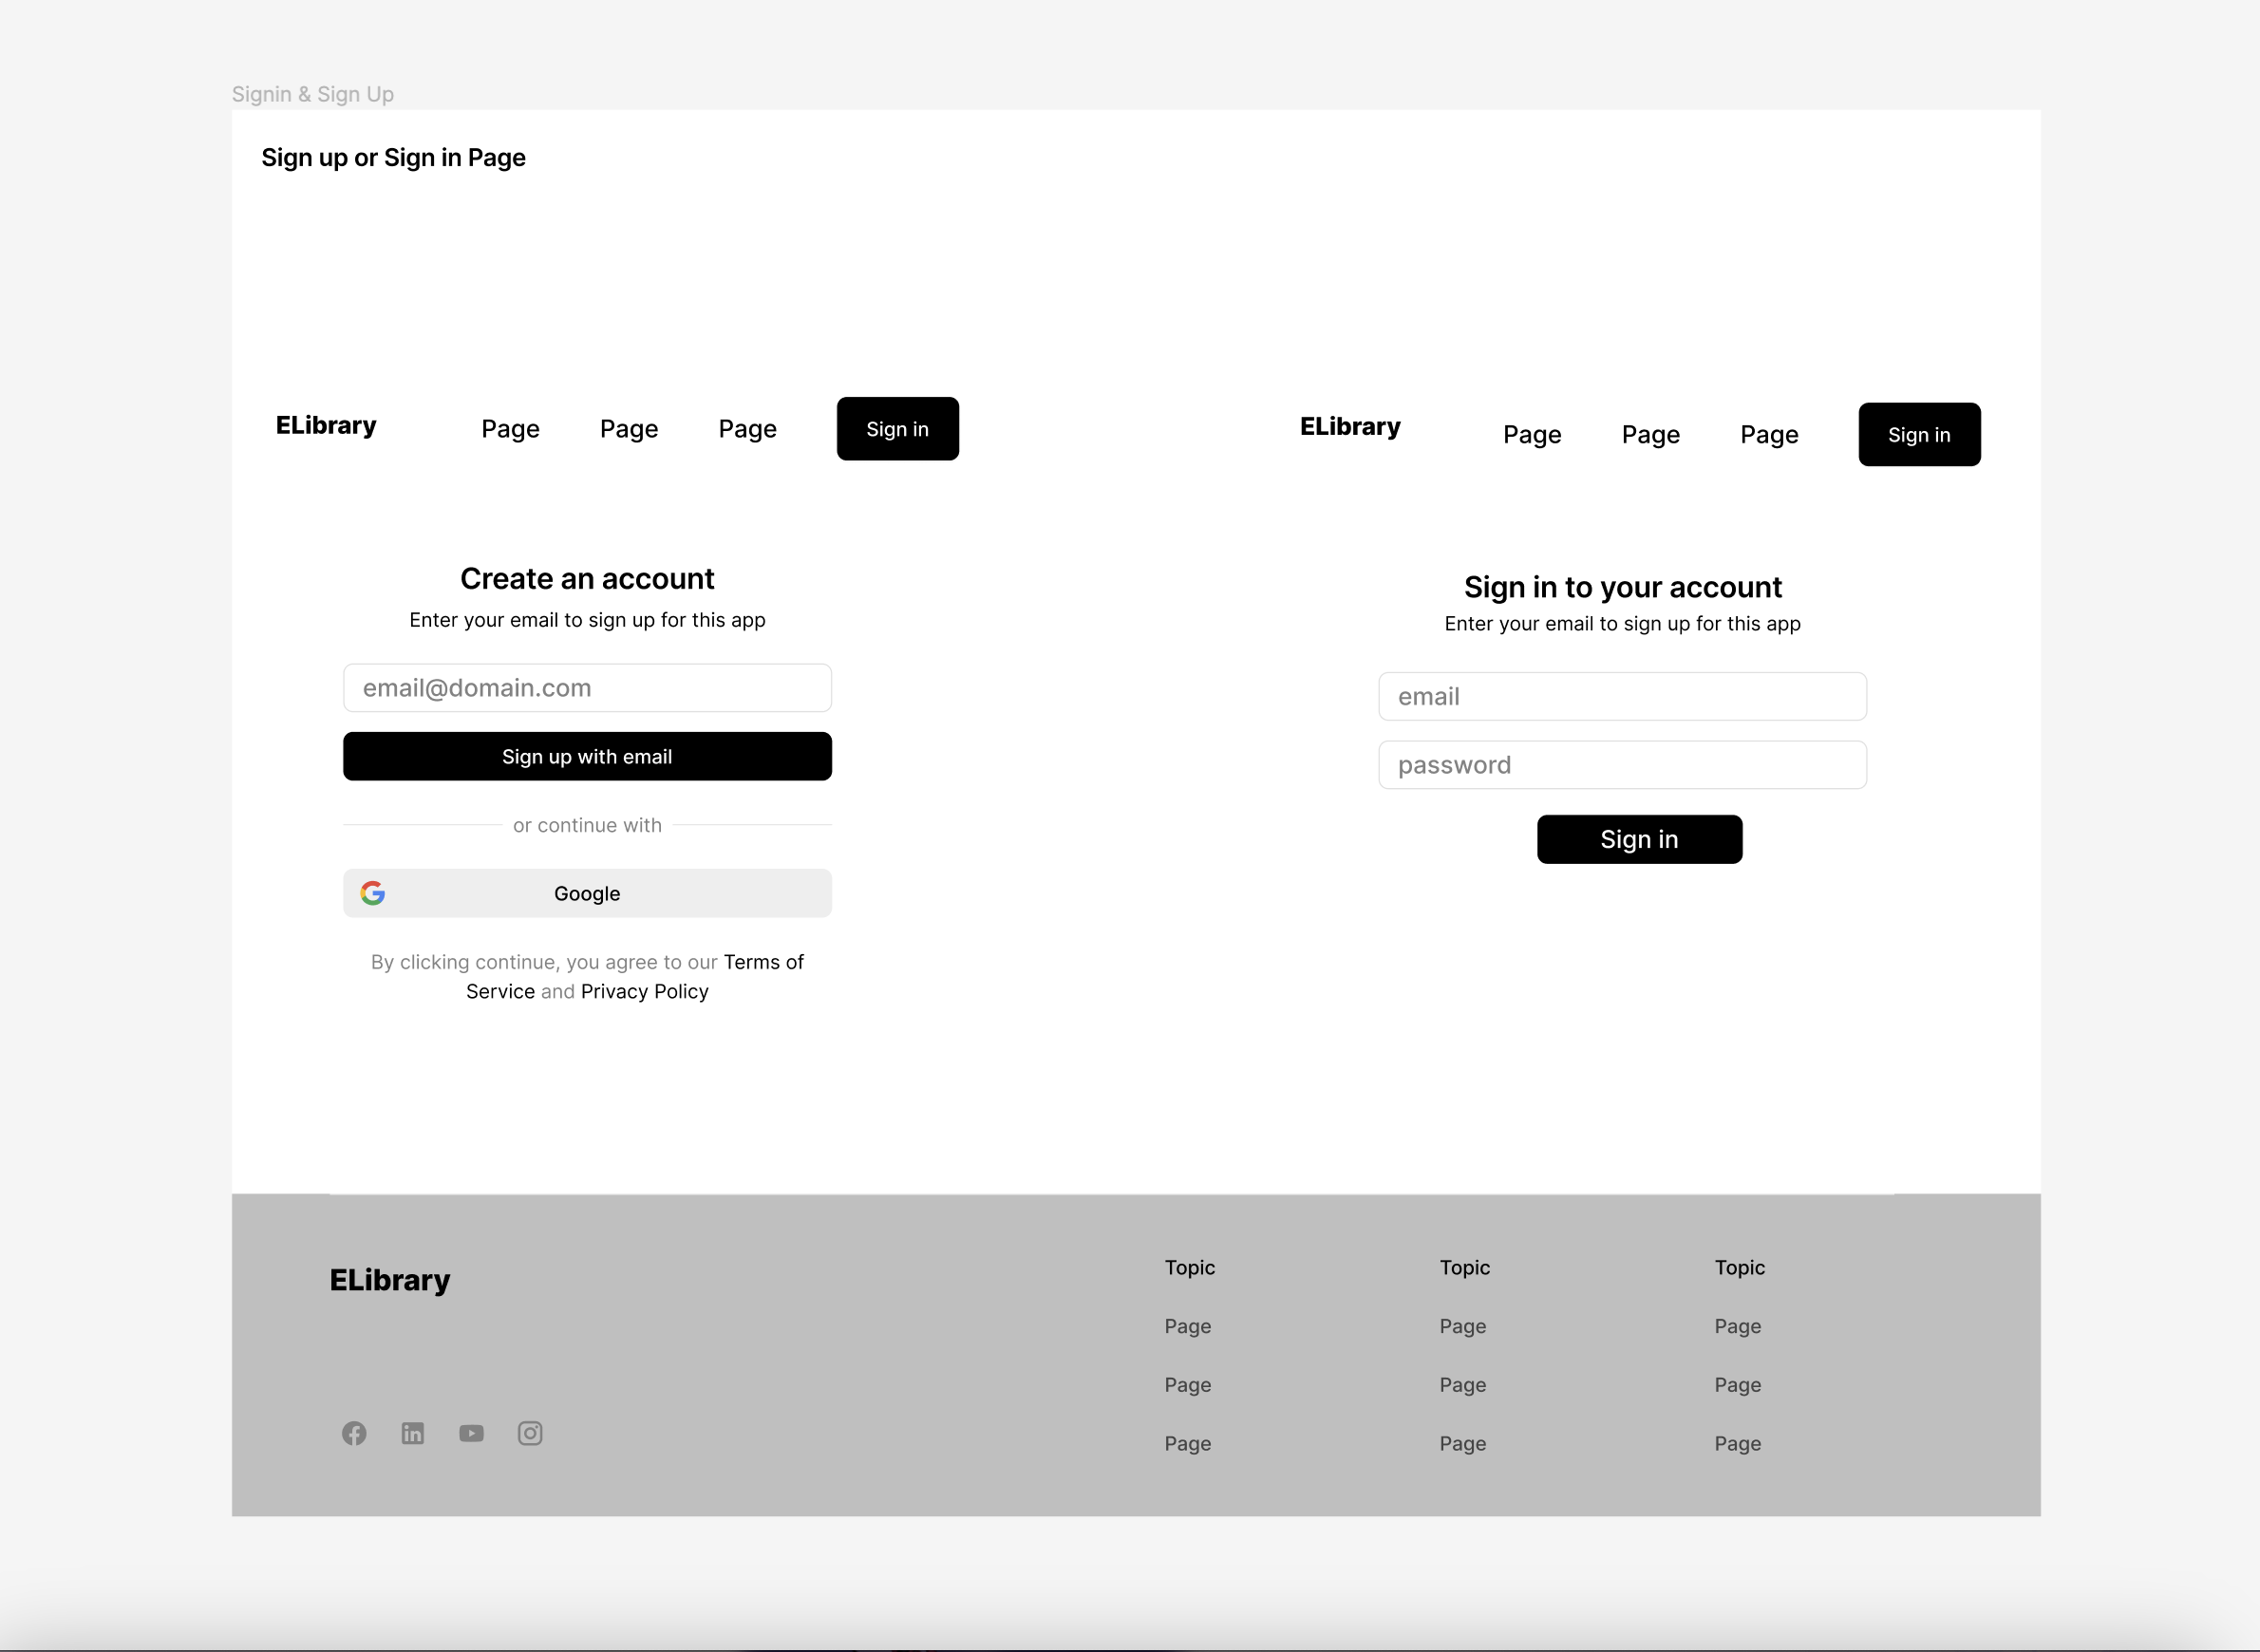 Signin & Sign Up
Sign up or Sign in Page
ELibrary
Page
Page
Page
Sign in
Create an account
Enter your email to sign up for this app
email@domain.com
Sign up with email
or continue with
Google
By clicking continue, you agree to our Terms of
Service and Privacy Policy
ELibrary
Page
Page
Page
Sign in
Sign in to your account
Enter your email to sign up for this app
email
password
Sign in
ELibrary
Topic
Page
Page
Page
Topic
Page
Page
Page
Topic
Page
Page
Page